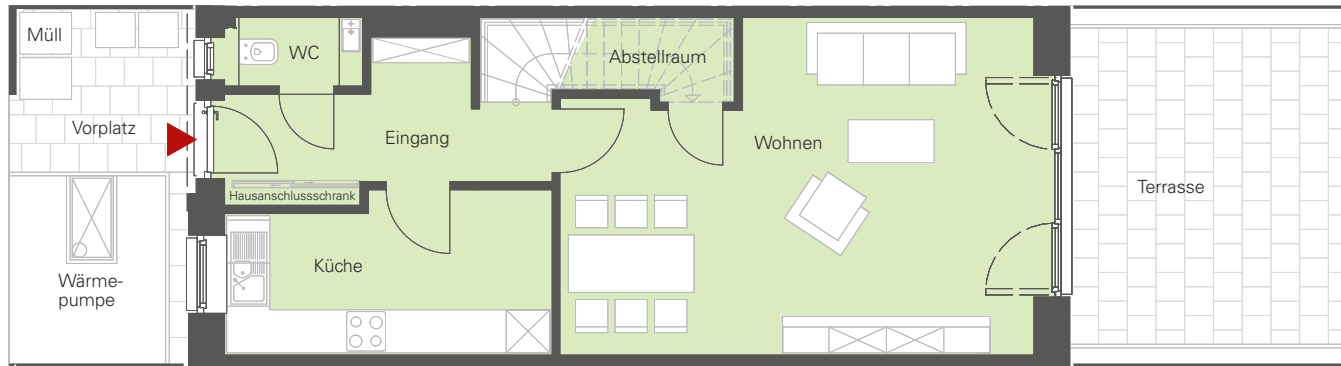 Müll
WC
Abstellraum
Vorplatz
Eingang
Wohnen
Hausanschlussschrank
Terrasse
Küche
Wärme-
pumpe